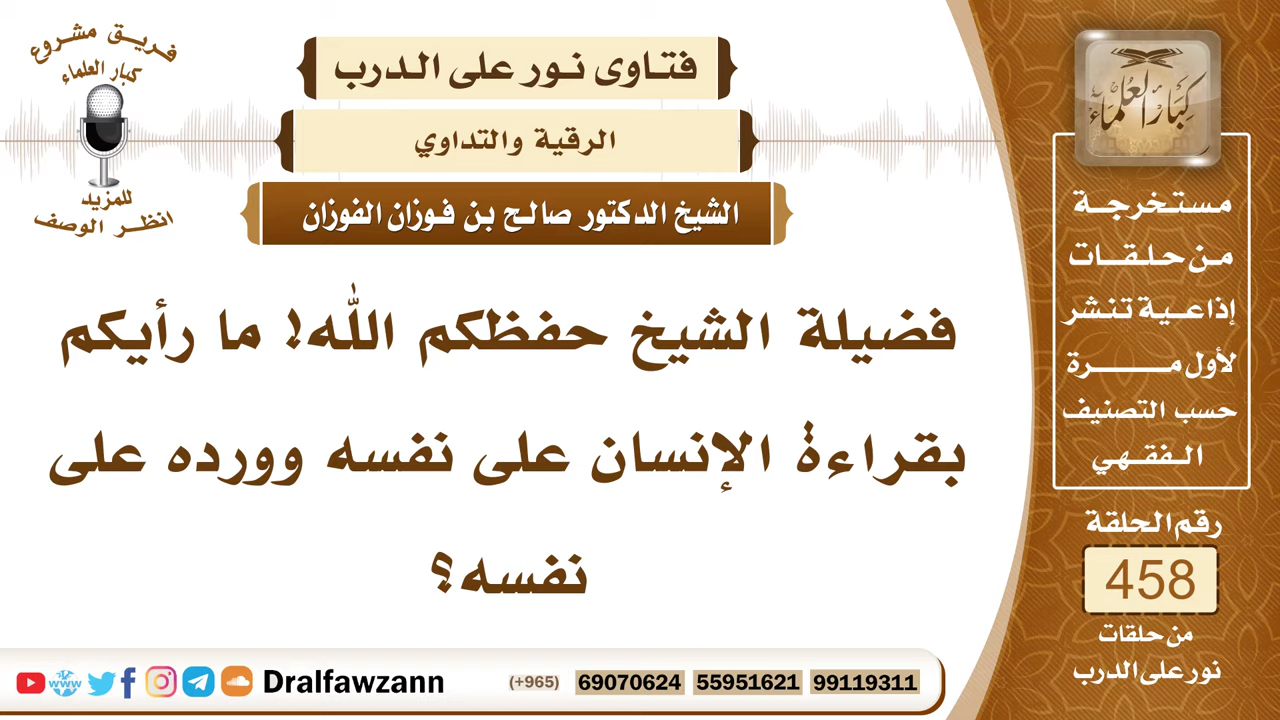 فريق مشروع
كبار العلماء
للمزيد
انظر الوصف
فتاوى نور على الدرب
الرقية والتداوي
الشيخ الدكتور صالح بن فوزان الفوزان
فضيلة الشيخ حفظكم الله! ما رأيكم
بقراءة الإنسان على نفسه وورده على
نفسه؟
كبار العلماء
مستخرجة
من حلقات
إذاعية تنشر
لأول مرة
حسب التصنيف
الفقهي
رقم الحلقة
458
من حلقات
نور على الدرب
www
Dralfawzann
(+965) 69070624 55951621 99119311